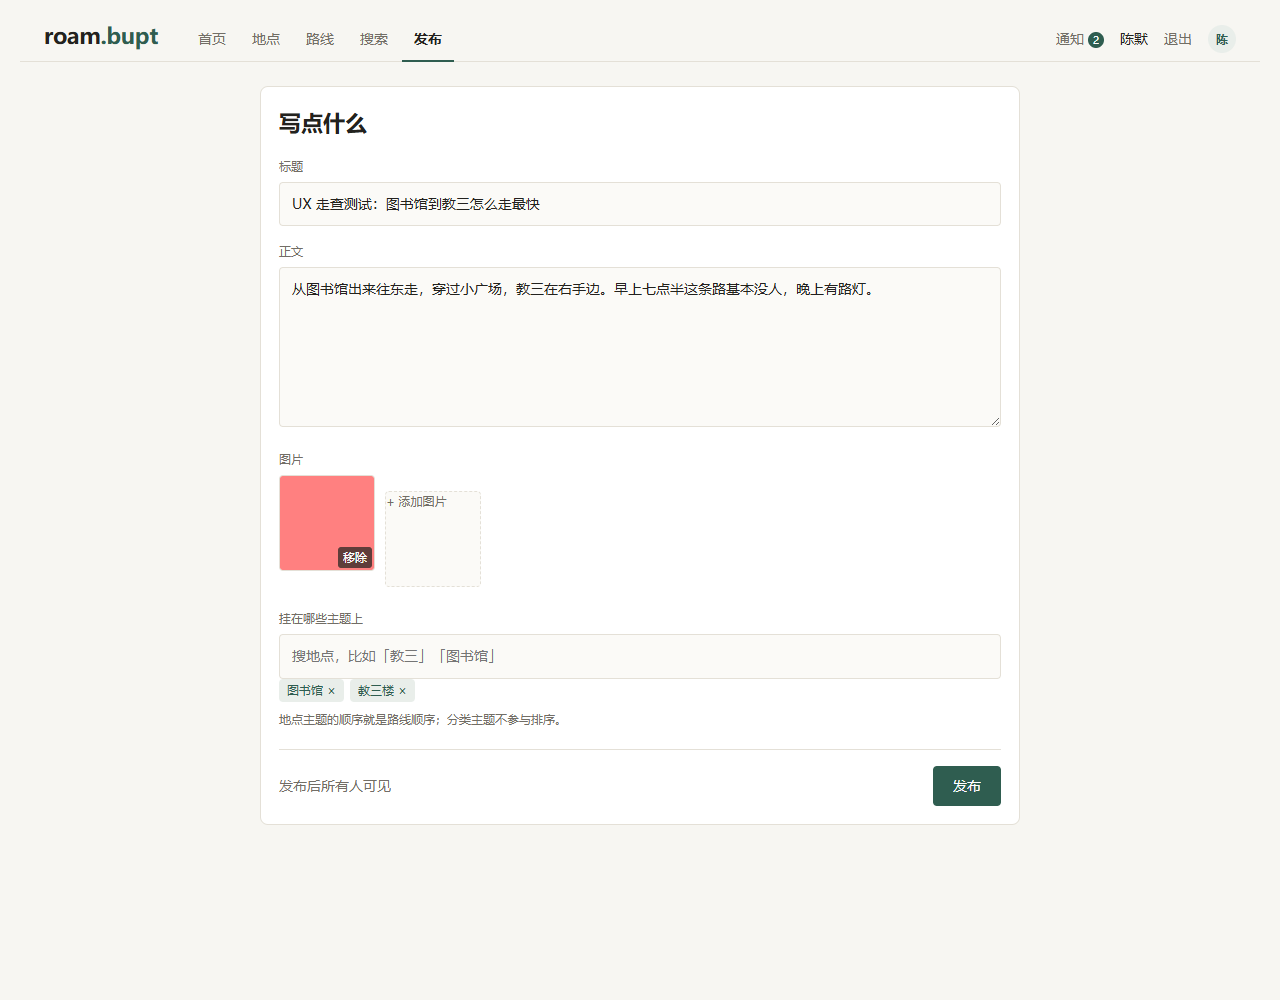 roam.bupt 首页 地点 路线 搜索 发布 通知 2 陈默 退出 陈
写点什么
标题
UX 走查测试：图书馆到教三怎么走最快
正文
从图书馆出来往东走，穿过小广场，教三在右手边。早上七点半这条路基本没人，晚上有路灯。
图片
+ 添加图片
移除
挂在哪些主题上
搜地点，比如「教三」「图书馆」
图书馆 × 教三楼 ×
地点主题的顺序就是路线顺序；分类主题不参与排序。
发布后所有人可见 发布